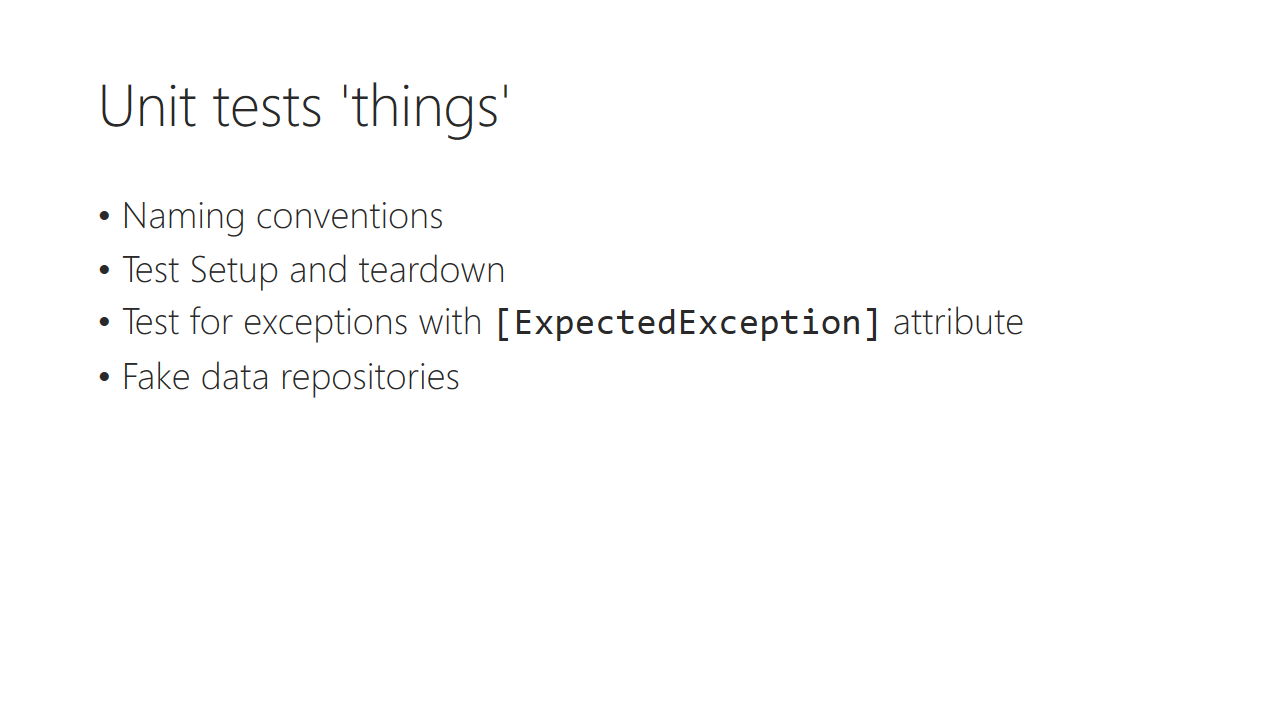 Unit tests 'things'
• Naming conventions
• Test Setup and teardown
• Test for exceptions with [ExpectedException] attribute
• Fake data repositories